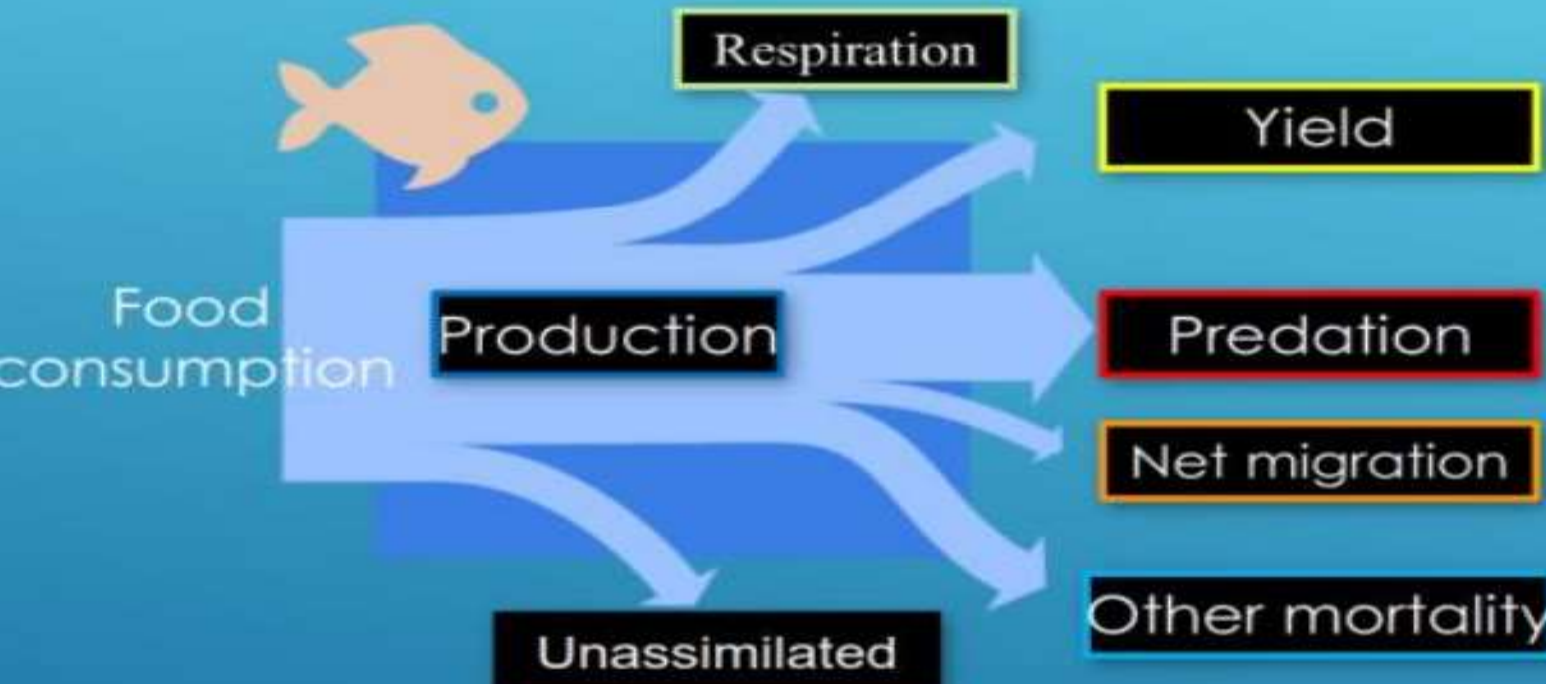 Respiration
Yield
Food
consumption
Production
Predation
Net migration
Other mortality
Unassimilated